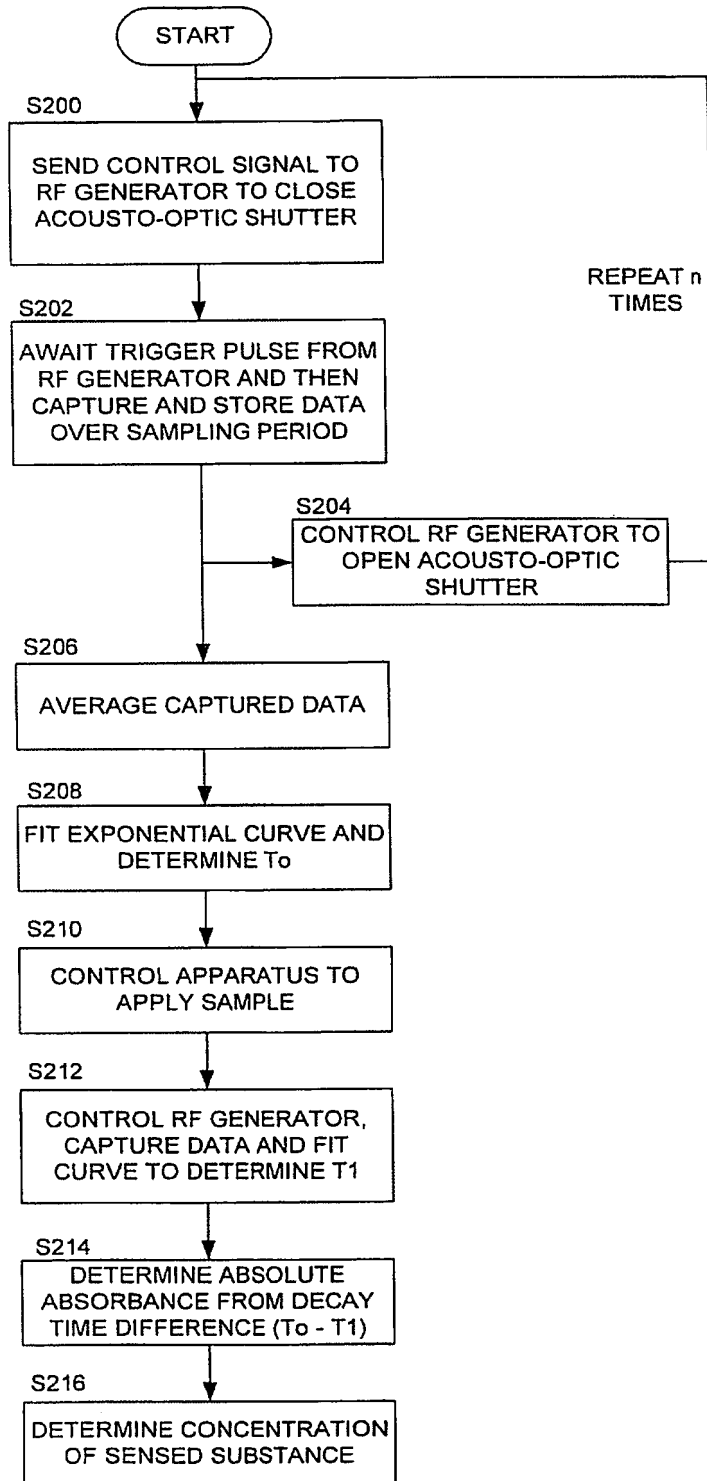 START
S200
SEND CONTROL SIGNAL TO
RF GENERATOR TO CLOSE
ACOUSTO-OPTIC SHUTTER
REPEAT n
TIMES
S202
AWAIT TRIGGER PULSE FROM
RF GENERATOR AND THEN
CAPTURE AND STORE DATA
OVER SAMPLING PERIOD
S204
CONTROL RF GENERATOR TO
OPEN ACOUSTO-OPTIC
SHUTTER
S206
AVERAGE CAPTURED DATA
S208
FIT EXPONENTIAL CURVE AND
DETERMINE To
S210
CONTROL APPARATUS TO
APPLY SAMPLE
S212
CONTROL RF GENERATOR,
CAPTURE DATA AND FIT
CURVE TO DETERMINE T1
S214
DETERMINE ABSOLUTE
ABSORBANCE FROM DECAY
TIME DIFFERENCE (To - T1)
S216
DETERMINE CONCENTRATION
OF SENSED SUBSTANCE